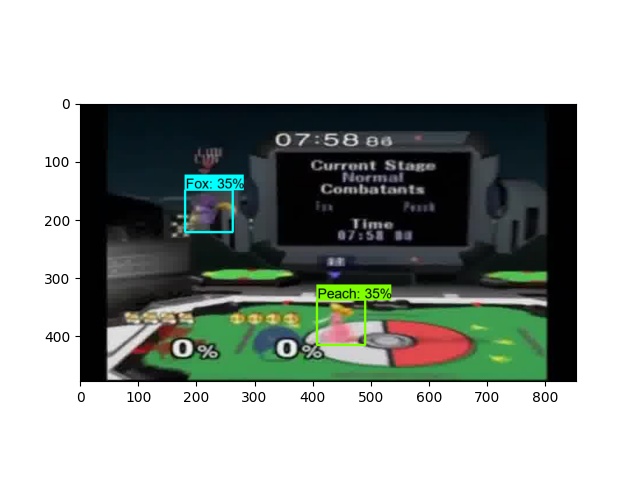 0
100
200
300
400
0 100 200 300 400 500 600 700 800
07:58 86
Current Stage
Normal
Combatants
Fox Peach
Time
07:58 80
Fox: 35%
Peach: 35%
0% 0%